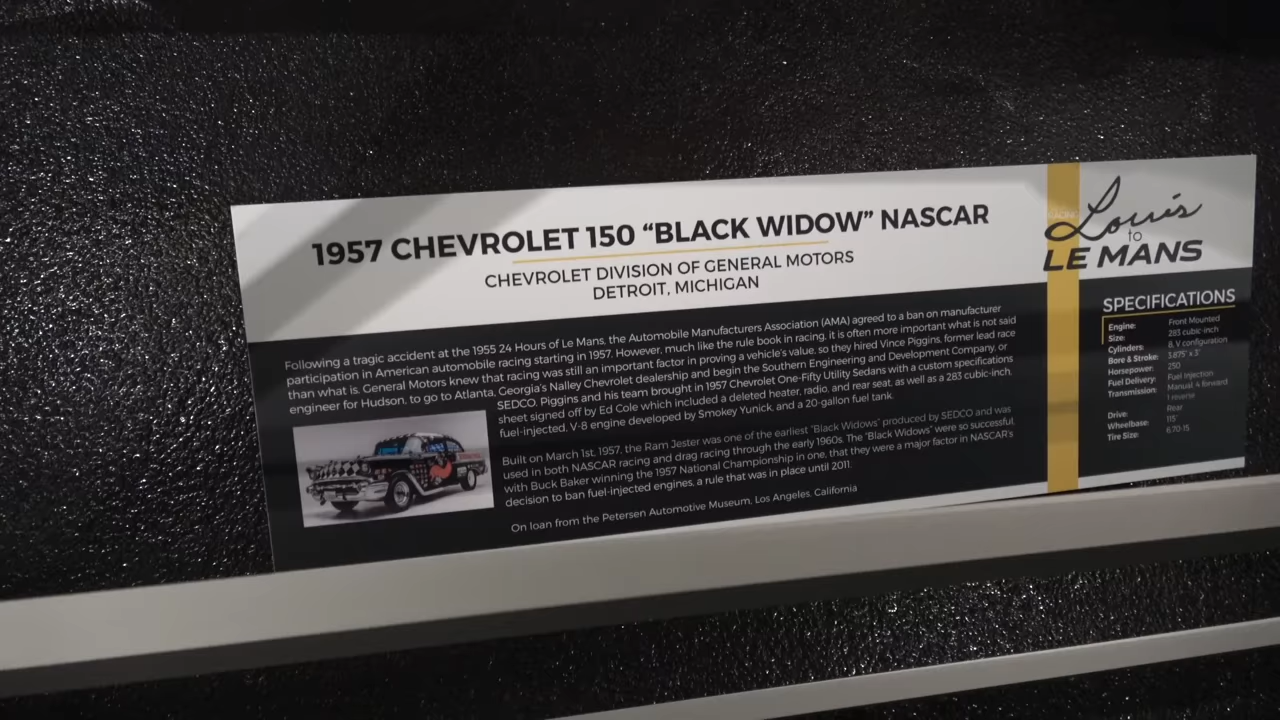 1957 CHEVROLET 150 “BLACK WIDOW” NASCAR
CHEVROLET DIVISION OF GENERAL MOTORS
DETROIT, MICHIGAN
Following a tragic accident at the 1955 24 Hours of Le Mans, the Automobile Manufacturers Association (AMA) agreed to a ban on manufacturer
participation in American automobile racing starting in 1957. However, much like the rule book in racing, it is often more important what is not said
than what is. General Motors knew that racing was still an important factor in proving a vehicle's value, so they hired Vince Piggins, former lead race
engineer for Hudson, to go to Atlanta, Georgia's Nalley Chevrolet dealership and begin the Southern Engineering and Development Company, or
SEDCO. Piggins and his team brought in 1957 Chevrolet One-Fifty Utility Sedans with a custom specifications
sheet signed off by Ed Cole which included a deleted heater, radio, and rear seat, as well as a 283 cubic-inch,
fuel-injected, V-8 engine developed by Smokey Yunick, and a 20-gallon fuel tank.
Built on March 1st, 1957, the Ram Jester was one of the earliest “Black Widows” produced by SEDCO and was
used in both NASCAR racing and drag racing through the early 1960s. The “Black Widows” were so successful,
with Buck Baker winning the 1957 National Championship in one, that they were a major factor in NASCAR's
decision to ban fuel-injected engines, a rule that was in place until 2011.
On loan from the Petersen Automotive Museum, Los Angeles, California
Louis
to
LE MANS
SPECIFICATIONS
Engine: Front Mounted
Size: 283 cubic-inch
Cylinders: 8, V configuration
Bore & Stroke: 3.875" x 3"
Horsepower: 250
Fuel Delivery: Fuel Injection
Transmission: Manual, 4 forward
1 reverse
Drive: Rear
Wheelbase: 115"
Tire Size: 6.70-15